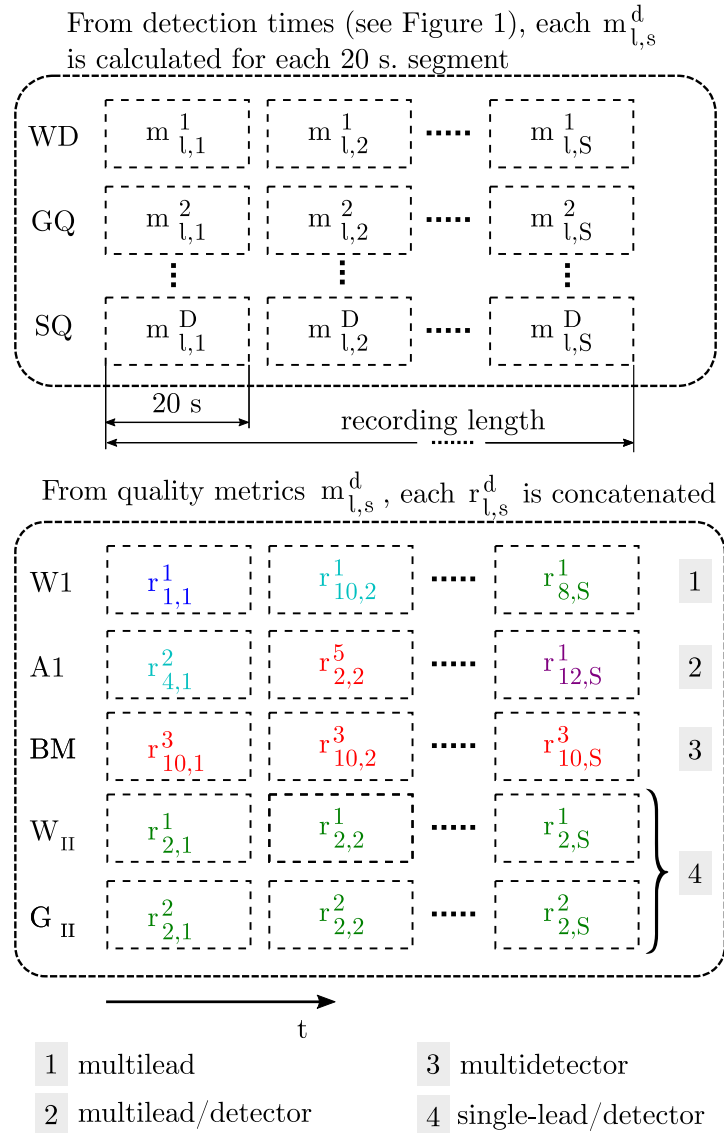 From detection times (see Figure 1), each m^d_{l,s}
is calculated for each 20 s. segment
WD m^1_{l,1} m^1_{l,2} ..... m^1_{l,S}
GQ m^2_{l,1} m^2_{l,2} ..... m^2_{l,S}
SQ m^D_{l,1} m^D_{l,2} ..... m^D_{l,S}
20 s
recording length
From quality metrics m^d_{l,s}, each r^d_{l,s} is concatenated
W1 r^1_{1,1} r^1_{10,2} ..... r^1_{8,S} 1
A1 r^2_{4,1} r^5_{2,2} ..... r^1_{12,S} 2
BM r^3_{10,1} r^3_{10,2} ..... r^3_{10,S} 3
W_{II} r^1_{2,1} r^1_{2,2} ..... r^1_{2,S}
4
G_{II} r^2_{2,1} r^2_{2,2} ..... r^2_{2,S}
t
1 multilead
3 multidetector
2 multilead/detector
4 single-lead/detector